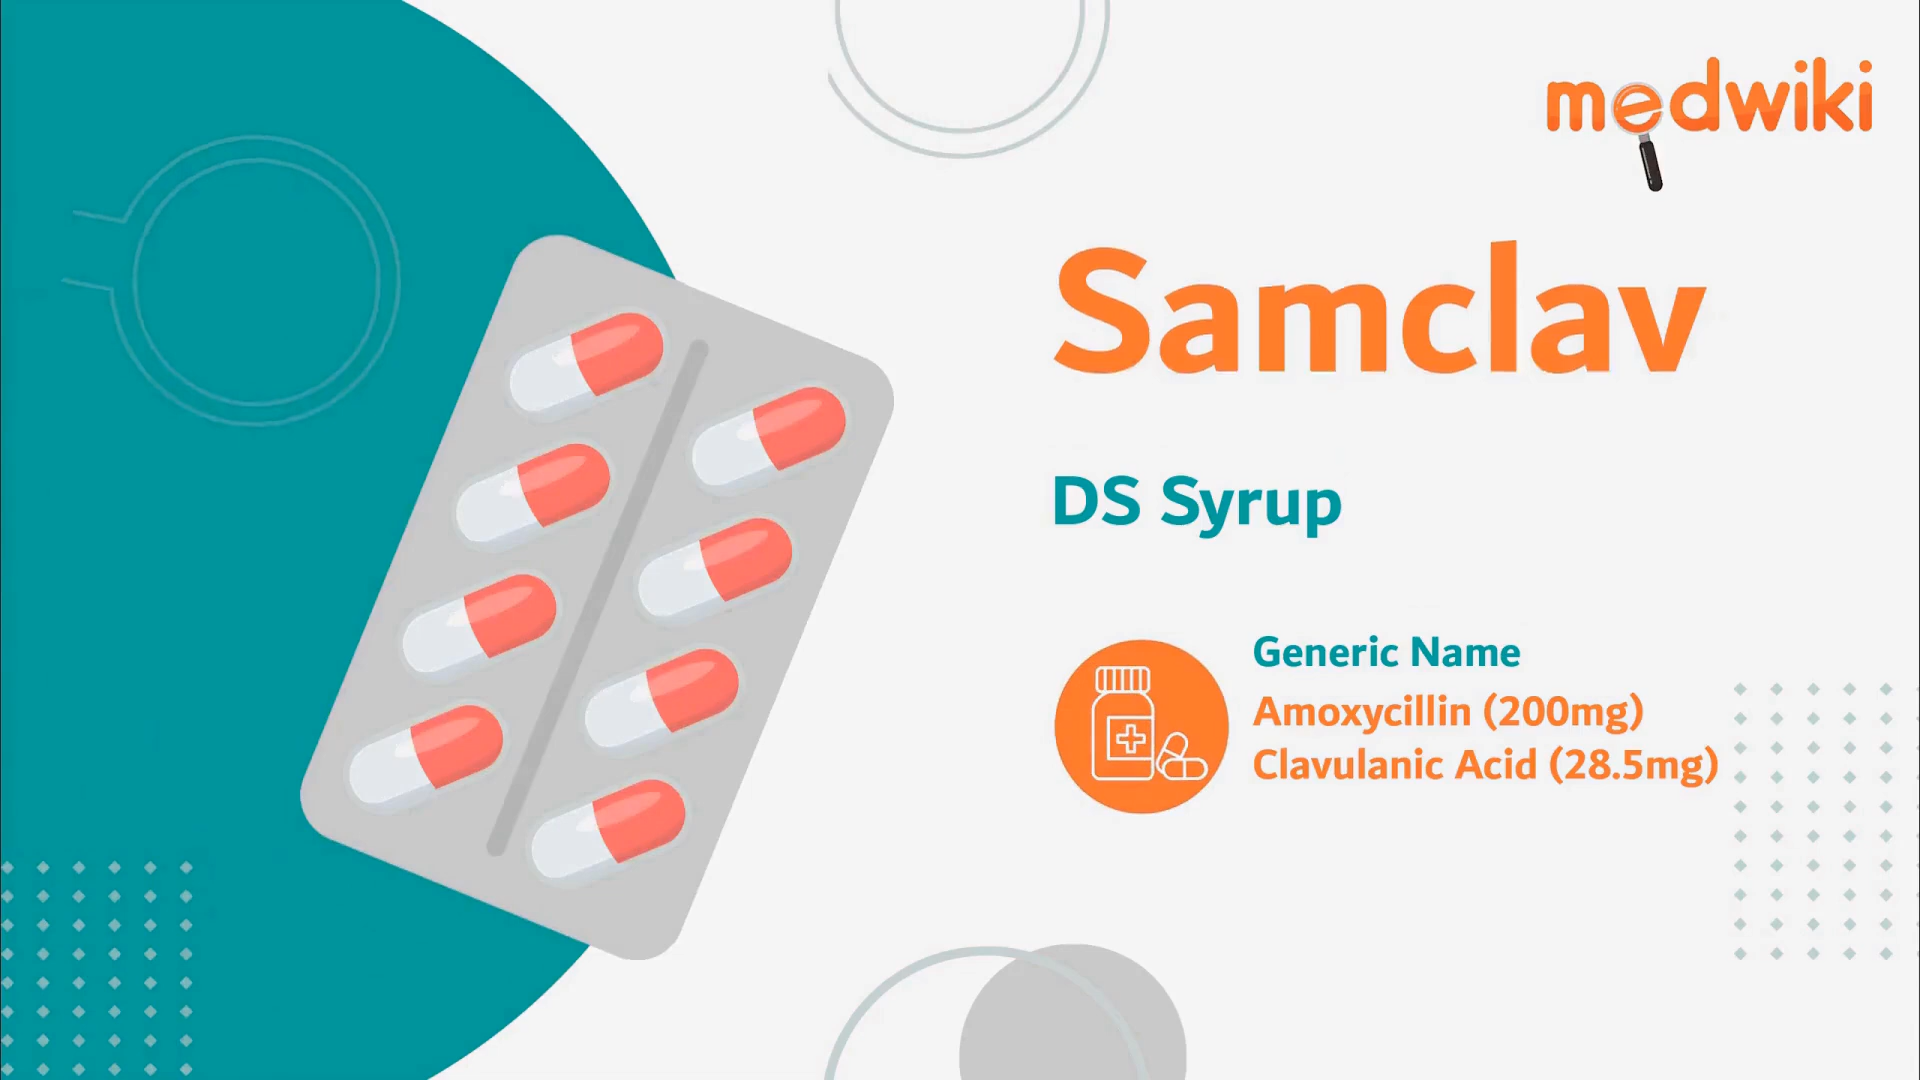 medwiki
Samclav
DS Syrup
Generic Name
Amoxycillin (200mg)
Clavulanic Acid (28.5mg)